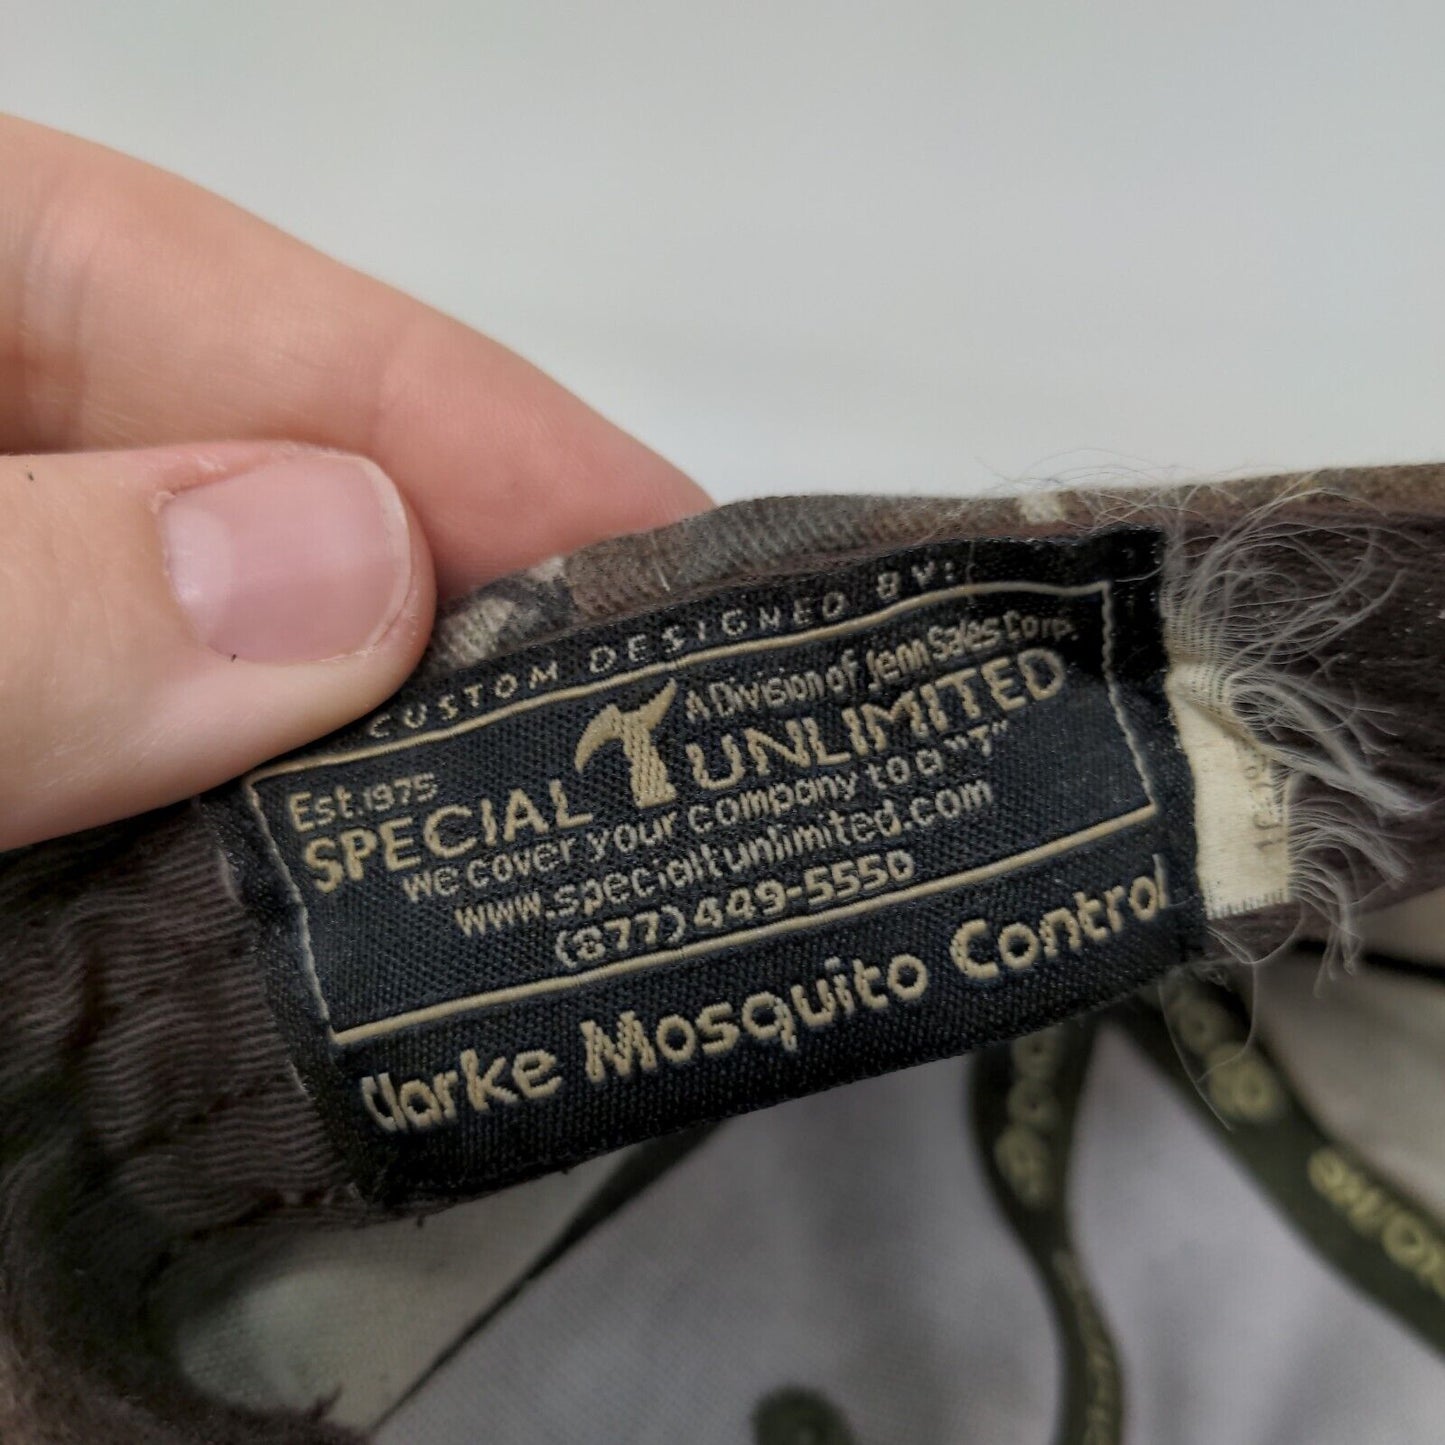 CUSTOM DESIGNED BY:
A Division of Jenn Sales Corp.
Est. 1975
SPECIAL T UNLIMITED
we cover your company to a "T"
www.specialtunlimited.com
(877) 449-5550
Clarke Mosquito Control